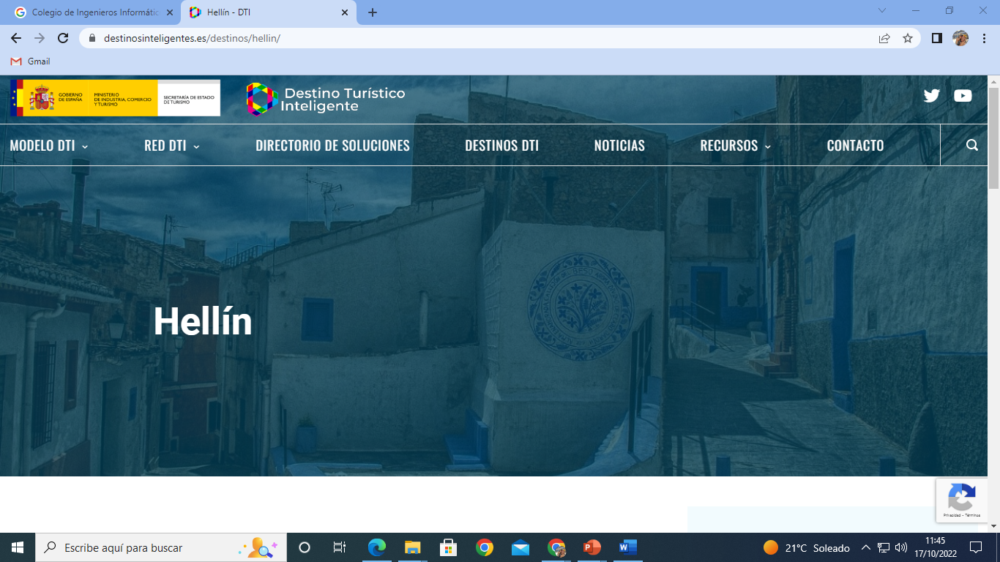 Colegio de Ingenieros Informátic
Hellín - DTI
destinosinteligentes.es/destinos/hellin/
Gmail
GOBIERNO
DE ESPAÑA
MINISTERIO
DE INDUSTRIA, COMERCIO
Y TURISMO
SECRETARÍA DE ESTADO
DE TURISMO
Destino Turístico
Inteligente
MODELO DTI
RED DTI
DIRECTORIO DE SOLUCIONES
DESTINOS DTI
NOTICIAS
RECURSOS
CONTACTO
Hellín
Privacidad - Términos
Escribe aquí para buscar
21°C Soleado
11:45
17/10/2022